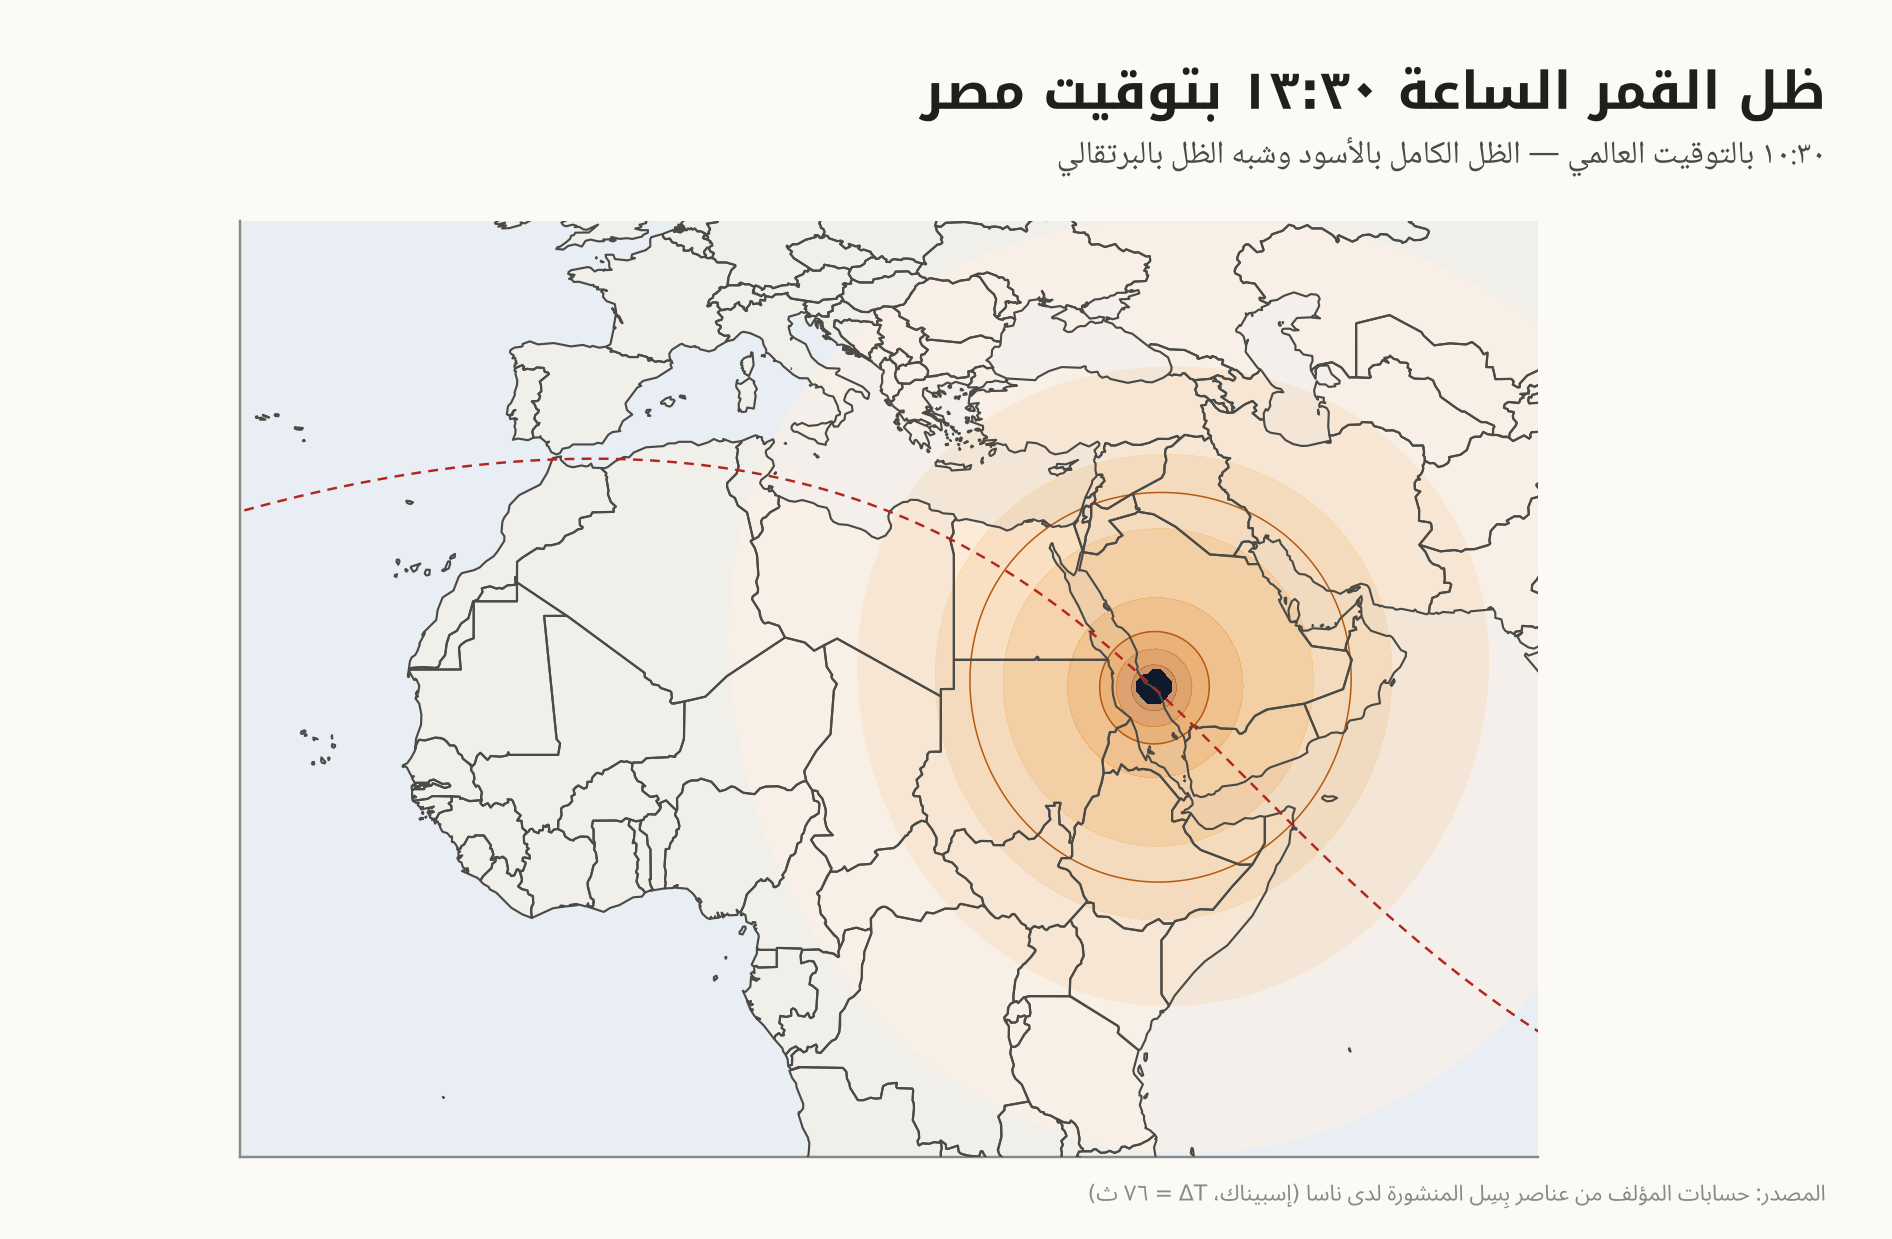 ظل القمر الساعة ١٣:٣٠ بتوقيت مصر
١٠:٣٠ بالتوقيت العالمي — الظل الكامل بالأسود وشبه الظل بالبرتقالي
المصدر: حسابات المؤلف من عناصر بِسِل المنشورة لدى ناسا (إسبيناك، ΔT = ٧٦ ث)